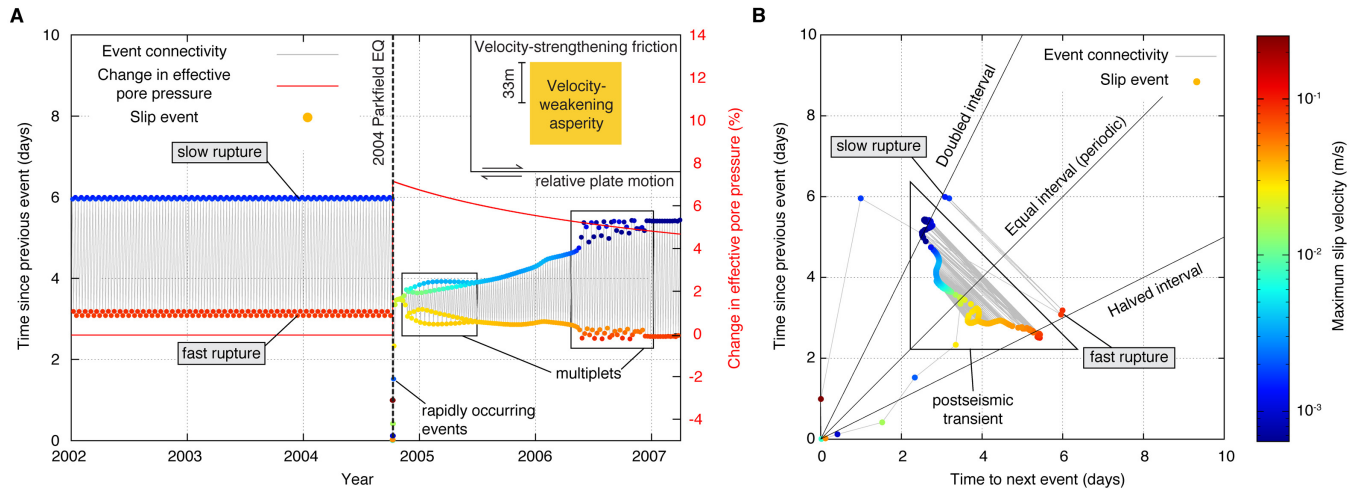 A
Time since previous event (days)
10
8
6
4
2
0
2002
2003
2004
2005
2006
2007
Year
Event connectivity
Change in effective
pore pressure
Slip event
slow rupture
fast rupture
2004 Parkfield EQ
Velocity-strengthening friction
33m
Velocity-
weakening
asperity
relative plate motion
multiplets
rapidly occurring
events
14
12
10
8
6
4
2
0
-2
-4
Change in effective pore pressure (%)
B
Time since previous event (days)
10
8
6
4
2
0
0
2
4
6
8
10
Time to next event (days)
Event connectivity
Slip event
Doubled interval
Equal interval (periodic)
Halved interval
slow rupture
fast rupture
postseismic
transient
10-1
10-2
10-3
Maximum slip velocity (m/s)